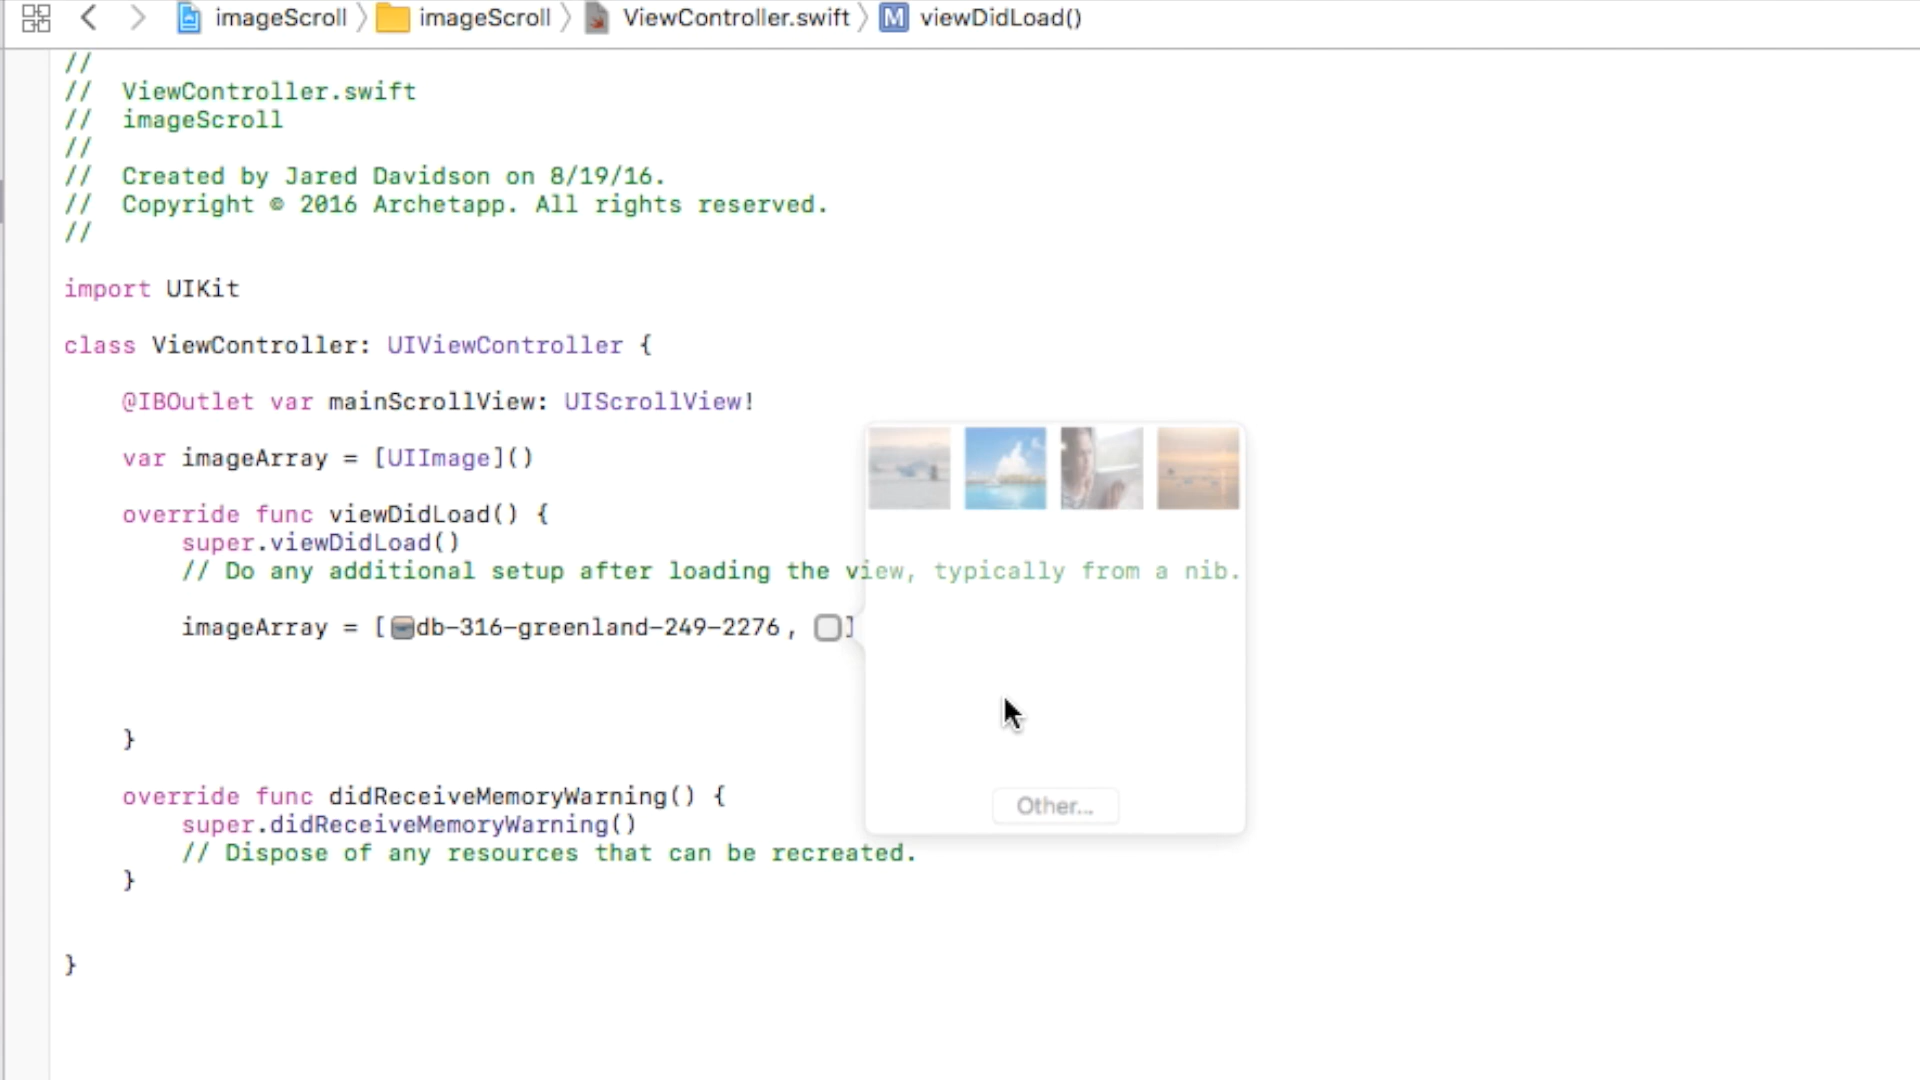 imageScroll imageScroll ViewController.swift M viewDidLoad()
//
// ViewController.swift
// imageScroll
//
// Created by Jared Davidson on 8/19/16.
// Copyright © 2016 Archetapp. All rights reserved.
//
import UIKit
class ViewController: UIViewController {
@IBOutlet var mainScrollView: UIScrollView!
var imageArray = [UIImage]()
override func viewDidLoad() {
super.viewDidLoad()
// Do any additional setup after loading the view, typically from a nib.
imageArray = [db-316-greenland-249-2276, ]
}
override func didReceiveMemoryWarning() {
super.didReceiveMemoryWarning()
// Dispose of any resources that can be recreated.
}
}
Other...